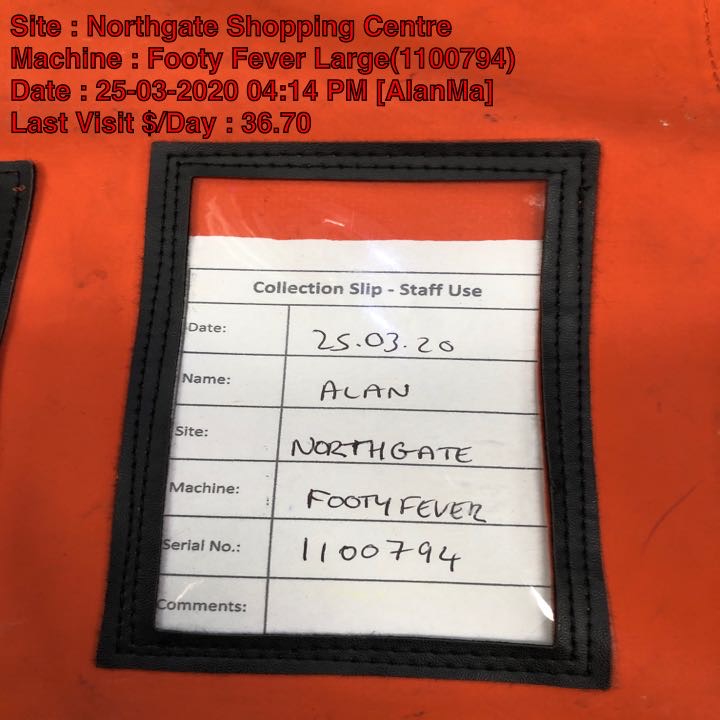 Site : Northgate Shopping Centre
Machine : Footy Fever Large(1100794)
Date : 25-03-2020 04:14 PM [AlanMa]
Last Visit $/Day : 36.70
Collection Slip - Staff Use
Date: 25.03.20
Name: ALAN
Site: NORTHGATE
Machine: FOOTY FEVER
Serial No.: 1100794
Comments: